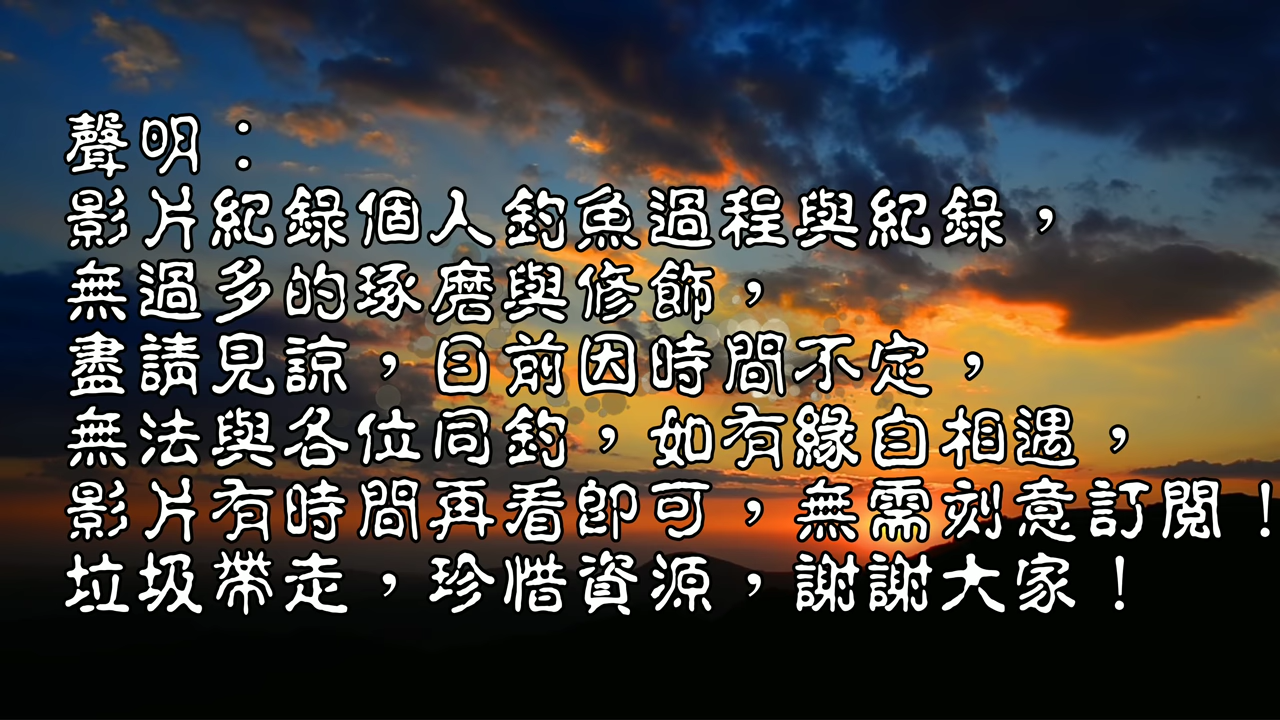 聲明：
影片紀錄個人釣魚過程與紀錄，
無過多的琢磨與修飾，
盡請見諒，目前因時間不定，
無法與各位同釣，如有緣自相遇，
影片有時間再看即可，無需刻意訂閱！
垃圾帶走，珍惜資源，謝謝大家！